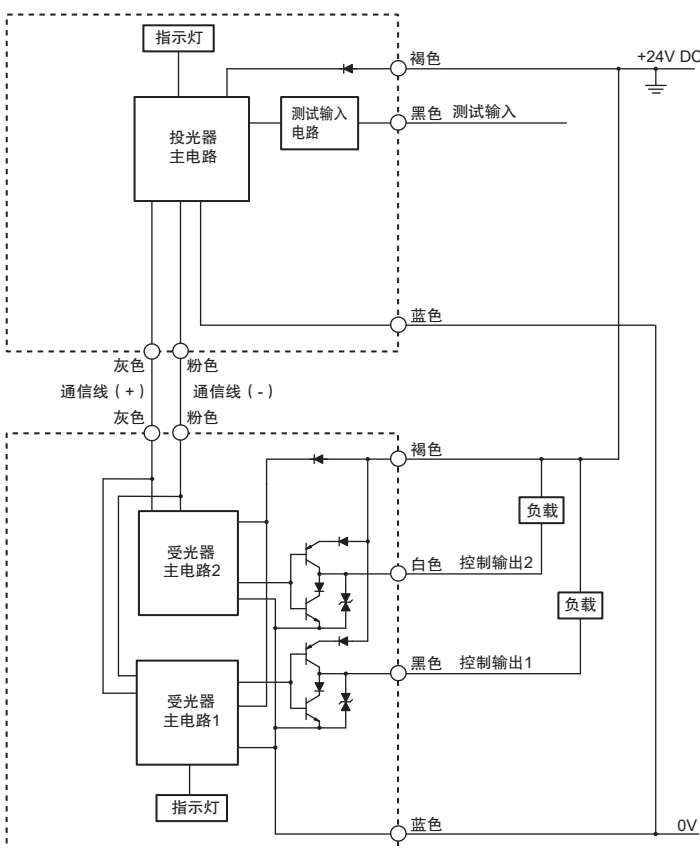 指示灯
褐色
+24V DC
投光器
主电路
测试输入
电路
黑色 测试输入
蓝色
灰色 粉色
通信线 ( + ) 通信线 ( - )
灰色 粉色
褐色
负载
受光器
主电路2
白色 控制输出2
负载
黑色 控制输出1
受光器
主电路1
指示灯
蓝色
0V